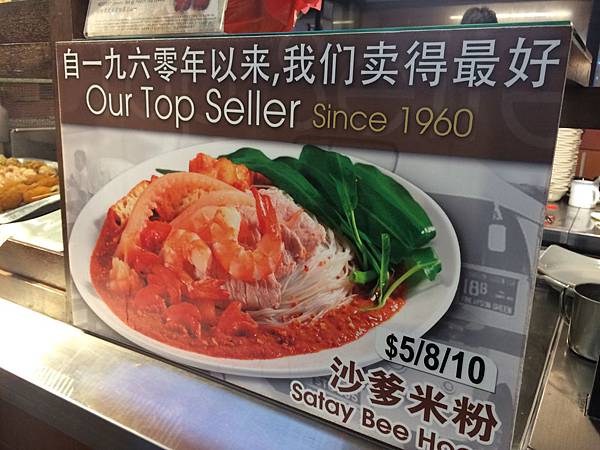 自一九六零年以来,我们卖得最好
Our Top Seller Since 1960
188
$5/8/10
沙爹米粉
Satay Bee